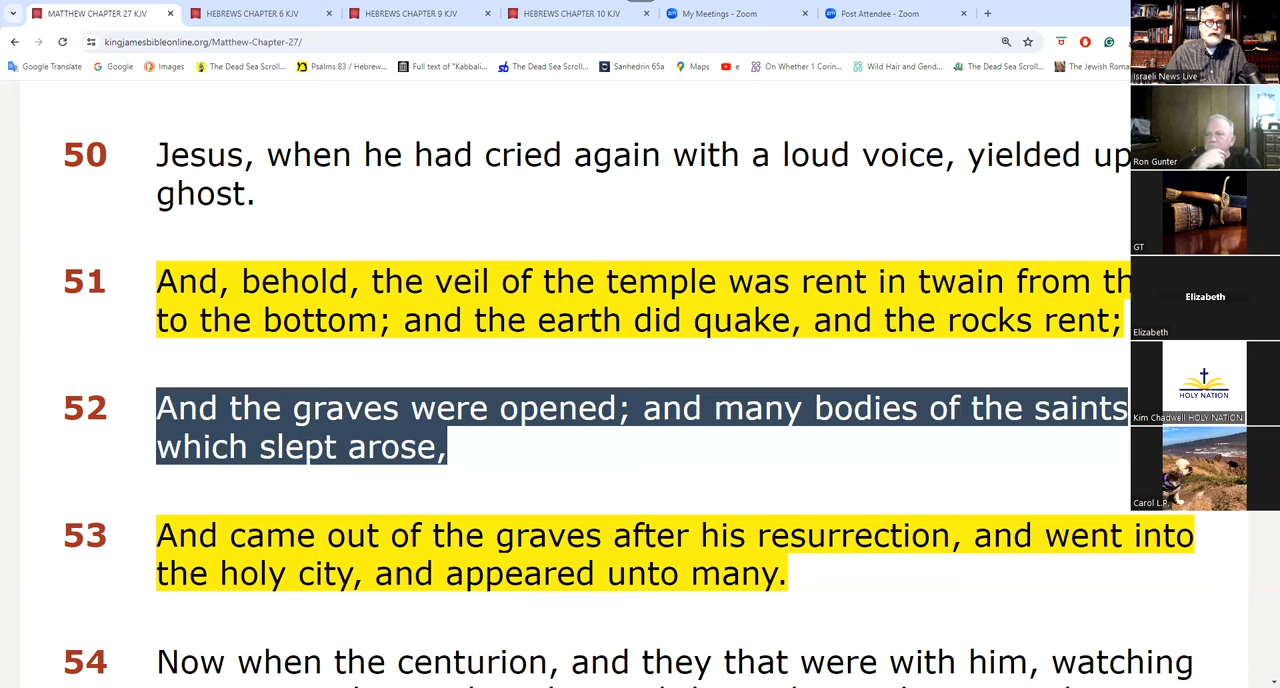 MATTHEW CHAPTER 27 KJV
HEBREWS CHAPTER 6 KJV
HEBREWS CHAPTER 9 KJV
HEBREWS CHAPTER 10 KJV
My Meetings - Zoom
Post Attendee - Zoom
kingjamesbibleonline.org/Matthew-Chapter-27/
Google Translate
Google
Images
The Dead Sea Scroll...
Psalms 83 / Hebrew...
Full text of "Kabbali...
The Dead Sea Scroll...
Sanhedrin 65a
Maps
e
On Whether 1 Corin...
Wild Hair and Gend...
The Dead Sea Scroll...
The Jewish Roma
50 Jesus, when he had cried again with a loud voice, yielded up
ghost.
51 And, behold, the veil of the temple was rent in twain from th
to the bottom; and the earth did quake, and the rocks rent;
52 And the graves were opened; and many bodies of the saints
which slept arose,
53 And came out of the graves after his resurrection, and went into
the holy city, and appeared unto many.
54 Now when the centurion, and they that were with him, watching
Israeli News Live
Ron Gunter
GT
Elizabeth
Elizabeth
HOLY NATION
Kim Chadwell HOLY NATION
Carol L.P.